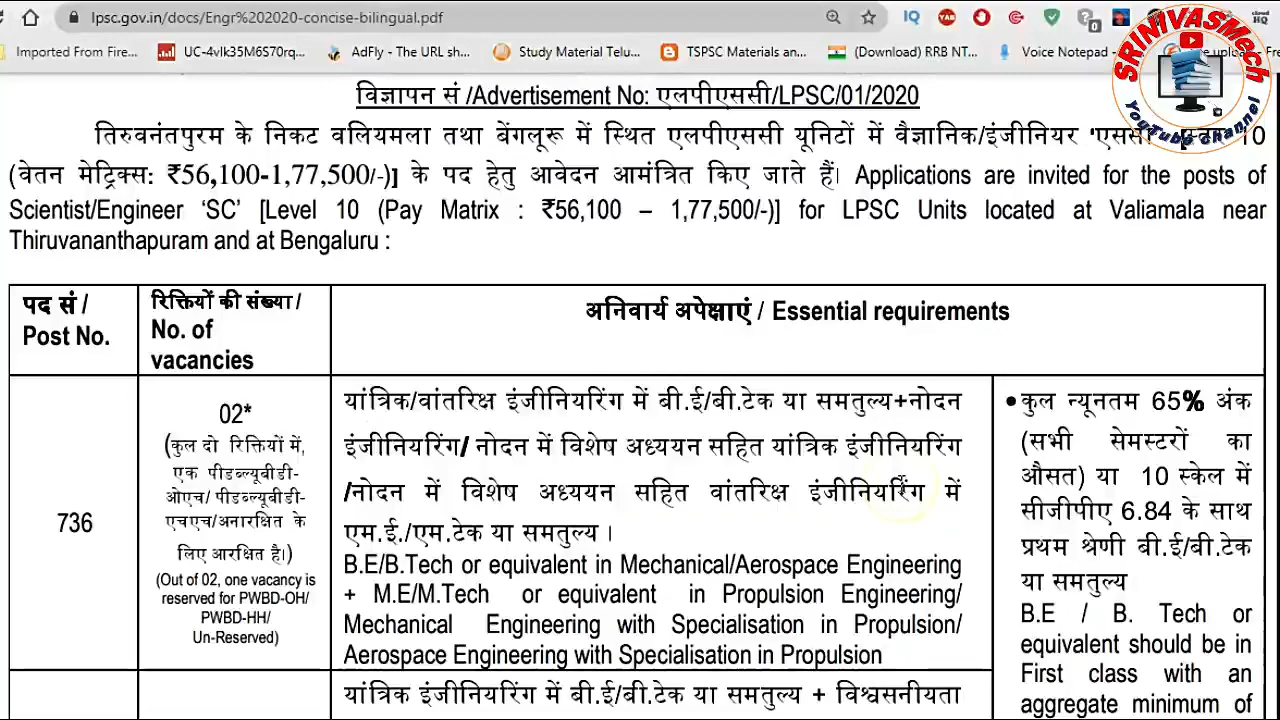 lpsc.gov.in/docs/Engr%202020-concise-bilingual.pdf
Imported From Fire...
UC-4vlk35M6S70rq...
AdFly - The URL sh...
Study Material Telu...
TSPSC Materials an...
(Download) RRB NT...
Voice Notepad -
SRINIVASMech
YouTube Channel
विज्ञापन सं /Advertisement No: एलपीएससी/LPSC/01/2020
तिरुवनंतपुरम के निकट वलियमला तथा बेंगलूरू में स्थित एलपीएससी यूनिटों में वैज्ञानिक/इंजीनियर 10
(वेतन मेट्रिक्स: ₹56,100-1,77,500/-)] के पद हेतु आवेदन आमंत्रित किए जाते हैं। Applications are invited for the posts of
Scientist/Engineer ‘SC’ [Level 10 (Pay Matrix : ₹56,100 – 1,77,500/-)] for LPSC Units located at Valiamala near
Thiruvananthapuram and at Bengaluru :
पद सं /
Post No.
रिक्तियों की संख्या /
No. of
vacancies
अनिवार्य अपेक्षाएं / Essential requirements
736
02*
(कुल दो रिक्तियों में,
एक पीडब्ल्यूबीडी-
ओएच/ पीडब्ल्यूबीडी-
एचएच/अनारक्षित के
लिए आरक्षित है।)
(Out of 02, one vacancy is
reserved for PWBD-OH/
PWBD-HH/
Un-Reserved)
यांत्रिक/वांतरिक्ष इंजीनियरिंग में बी.ई/बी.टेक या समतुल्य+नोदन
इंजीनियरिंग/ नोदन में विशेष अध्ययन सहित यांत्रिक इंजीनियरिंग
/नोदन में विशेष अध्ययन सहित वांतरिक्ष इंजीनियरिंग में
एम.ई./एम.टेक या समतुल्य ।
B.E/B.Tech or equivalent in Mechanical/Aerospace Engineering
+ M.E/M.Tech or equivalent in Propulsion Engineering/
Mechanical Engineering with Specialisation in Propulsion/
Aerospace Engineering with Specialisation in Propulsion
यांत्रिक इंजीनियरिंग में बी.ई/बी.टेक या समतुल्य + विश्वसनीयता
•कुल न्यूनतम 65% अंक
(सभी सेमस्टरों का
औसत) या 10 स्केल में
सीजीपीए 6.84 के साथ
प्रथम श्रेणी बी.ई/बी.टेक
या समतुल्य
B.E / B. Tech or
equivalent should be in
First class with an
aggregate minimum of